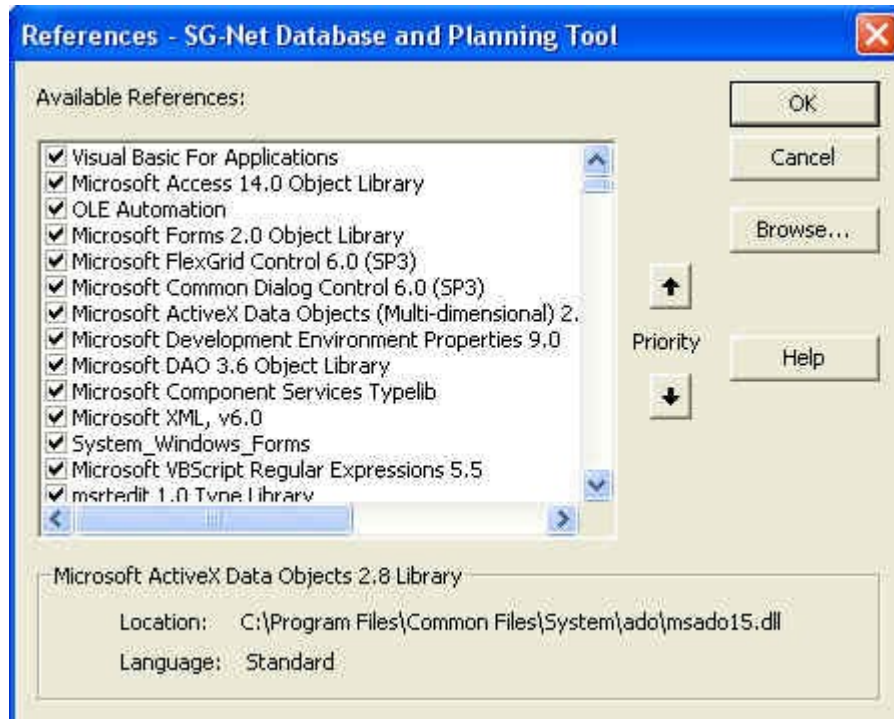 References - SG-Net Database and Planning Tool
Available References:
OK
Cancel
Browse...
Priority
Help
Visual Basic For Applications
Microsoft Access 14.0 Object Library
OLE Automation
Microsoft Forms 2.0 Object Library
Microsoft FlexGrid Control 6.0 (SP3)
Microsoft Common Dialog Control 6.0 (SP3)
Microsoft ActiveX Data Objects (Multi-dimensional) 2.
Microsoft Development Environment Properties 9.0
Microsoft DAO 3.6 Object Library
Microsoft Component Services Typelib
Microsoft XML, v6.0
System_Windows_Forms
Microsoft VBScript Regular Expressions 5.5
msrtedit 1.0 Type Library
Microsoft ActiveX Data Objects 2.8 Library
Location: C:\Program Files\Common Files\System\ado\msado15.dll
Language: Standard